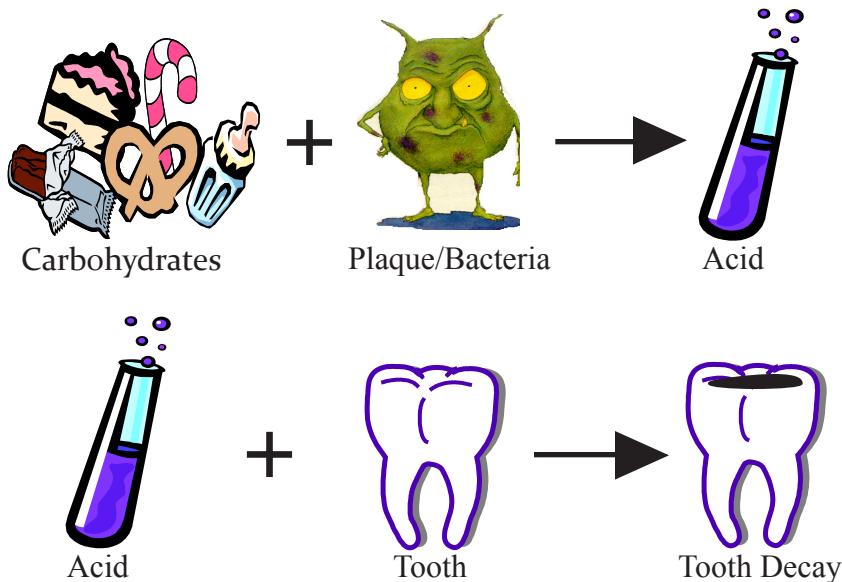 Carbohydrates
Plaque/Bacteria
Acid
Acid
Tooth
Tooth Decay